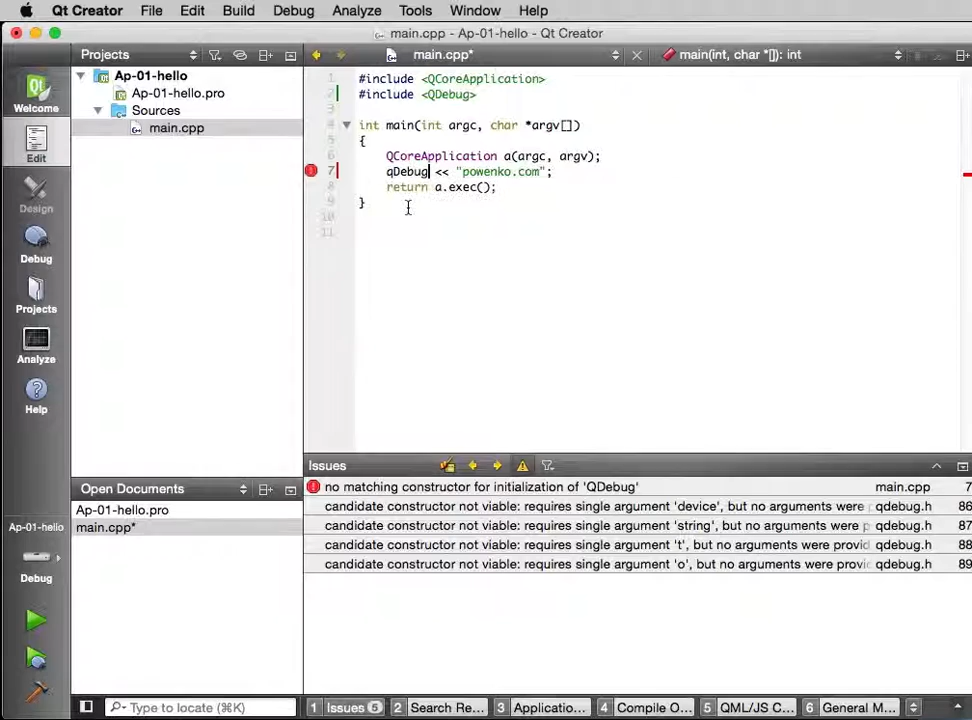 Qt Creator File Edit Build Debug Analyze Tools Window Help
main.cpp - Ap-01-hello - Qt Creator
Projects
main.cpp*
main(int, char *[]): int
Qt
Welcome
Edit
Design
Debug
Projects
Analyze
Help
Ap-01-hello
Debug
Ap-01-hello
Ap-01-hello.pro
Sources
main.cpp
1 #include <QCoreApplication>
2 #include <QDebug>
3
4 int main(int argc, char *argv[])
5 {
6 QCoreApplication a(argc, argv);
7 qDebug << "powenko.com";
8 return a.exec();
9 }
10
11
Open Documents
Ap-01-hello.pro
main.cpp*
Issues
no matching constructor for initialization of 'QDebug' main.cpp 7
candidate constructor not viable: requires single argument 'device', but no arguments were p qdebug.h 86
candidate constructor not viable: requires single argument 'string', but no arguments were p qdebug.h 87
candidate constructor not viable: requires single argument 't', but no arguments were provid qdebug.h 88
candidate constructor not viable: requires single argument 'o', but no arguments were provi qdebug.h 89
Type to locate (⌘K)
1 Issues 5 2 Search Re... 3 Applicatio... 4 Compile O... 5 QML/JS C... 6 General M...